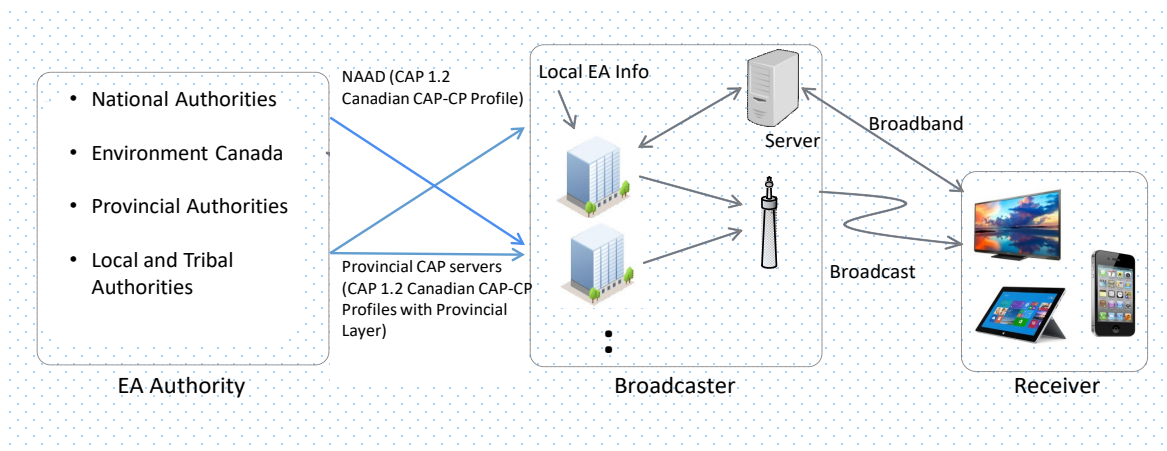 • National Authorities
• Environment Canada
• Provincial Authorities
• Local and Tribal
Authorities
EA Authority
NAAD (CAP 1.2
Canadian CAP-CP Profile)
Provincial CAP servers
(CAP 1.2 Canadian CAP-CP
Profiles with Provincial
Layer)
Local EA Info
Server
:
Broadcaster
Broadband
Broadcast
Receiver